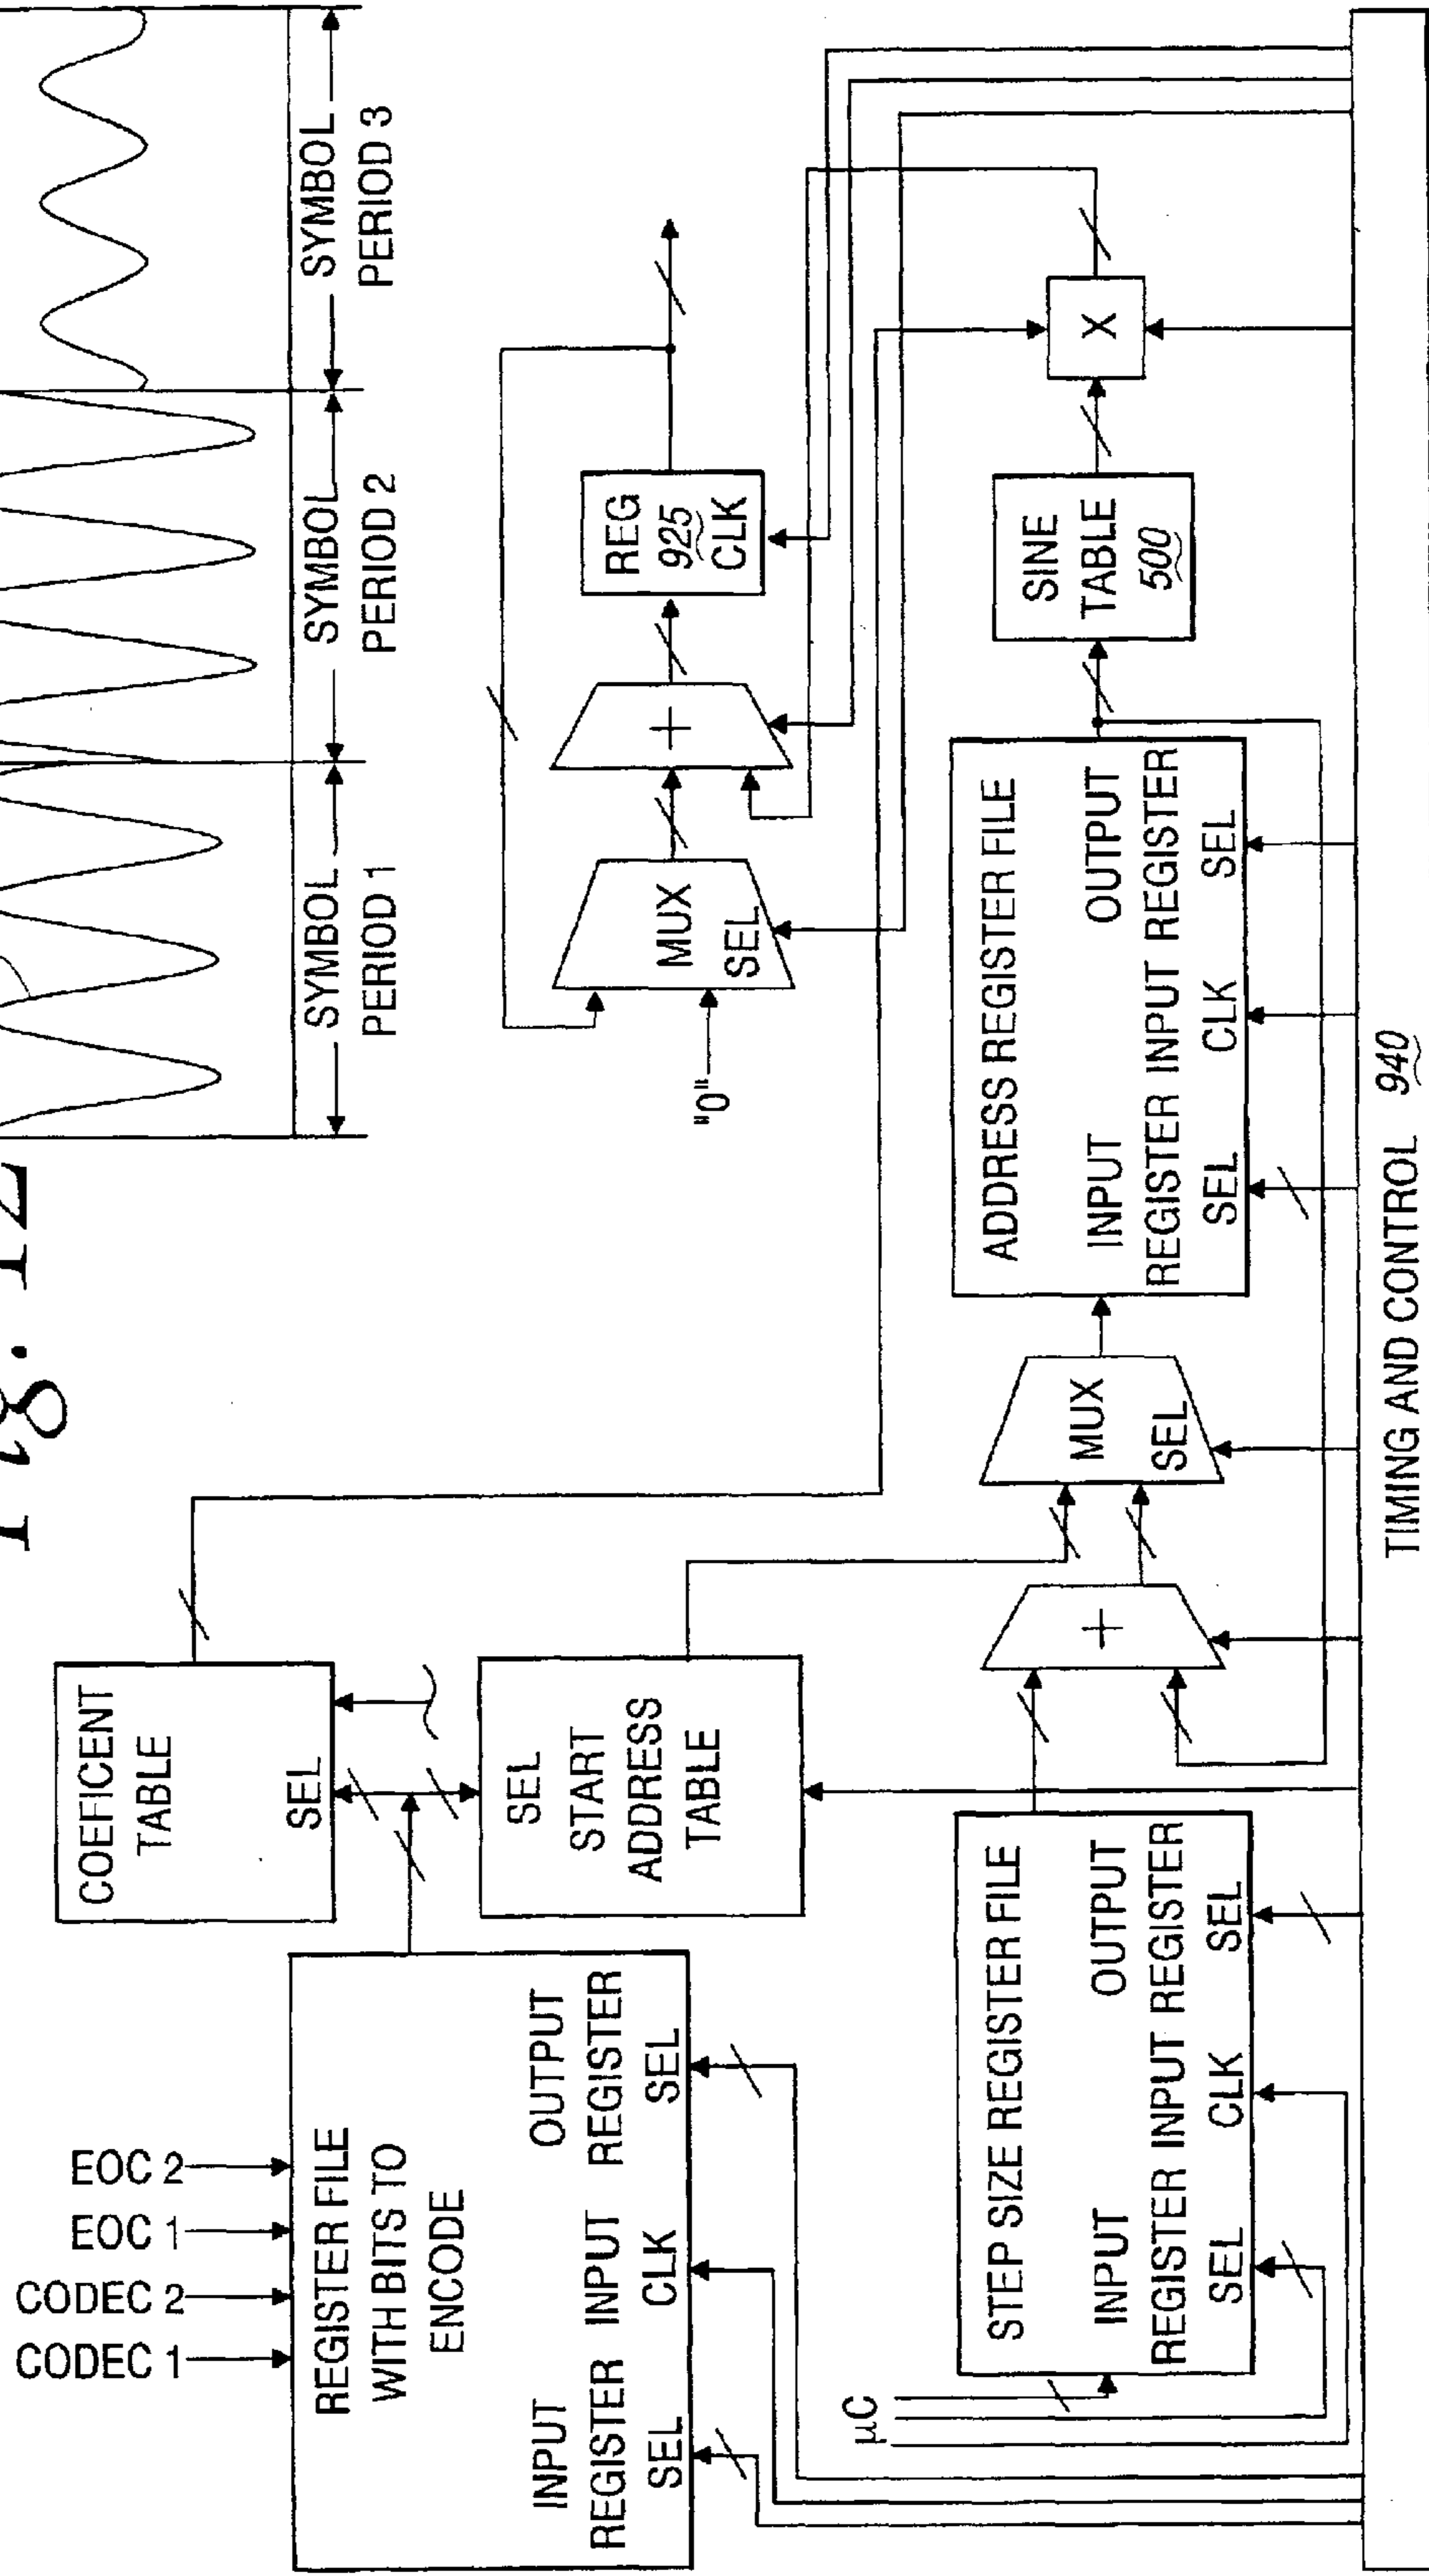 Fig. 12
SYMBOL
PERIOD 1
SYMBOL
PERIOD 2
SYMBOL
PERIOD 3
CODEC 1
CODEC 2
EOC 1
EOC 2
REGISTER FILE
WITH BITS TO
ENCODE
INPUT
OUTPUT
REGISTER INPUT REGISTER
SEL
CLK
SEL
COEFICENT
TABLE
SEL
SEL
START
ADDRESS
TABLE
"0"
MUX
SEL
+
REG
925
CLK
µC
STEP SIZE REGISTER FILE
INPUT
OUTPUT
REGISTER INPUT REGISTER
SEL
CLK
SEL
+
MUX
SEL
ADDRESS REGISTER FILE
INPUT
OUTPUT
REGISTER INPUT REGISTER
SEL
CLK
SEL
SINE
TABLE
500
X
TIMING AND CONTROL 940